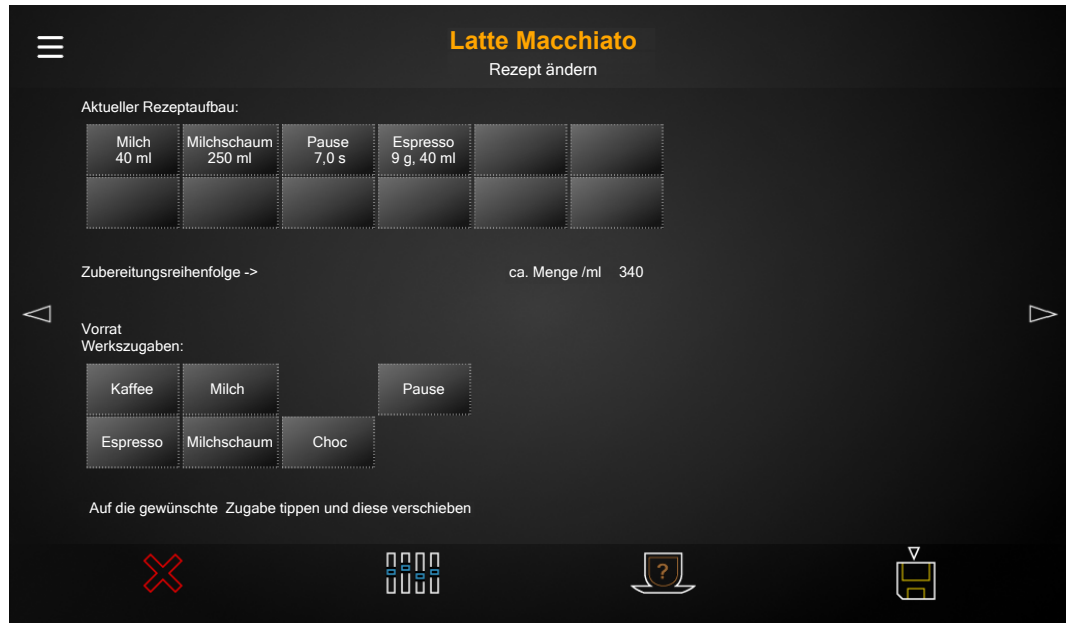 Latte Macchiato
Rezept ändern
Aktueller Rezeptaufbau:
Milch
40 ml
Milchschaum
250 ml
Pause
7,0 s
Espresso
9 g, 40 ml
Zubereitungsreihenfolge ->
ca. Menge /ml 340
Vorrat
Werkszugaben:
Kaffee
Milch
Pause
Espresso
Milchschaum
Choc
Auf die gewünschte Zugabe tippen und diese verschieben
?